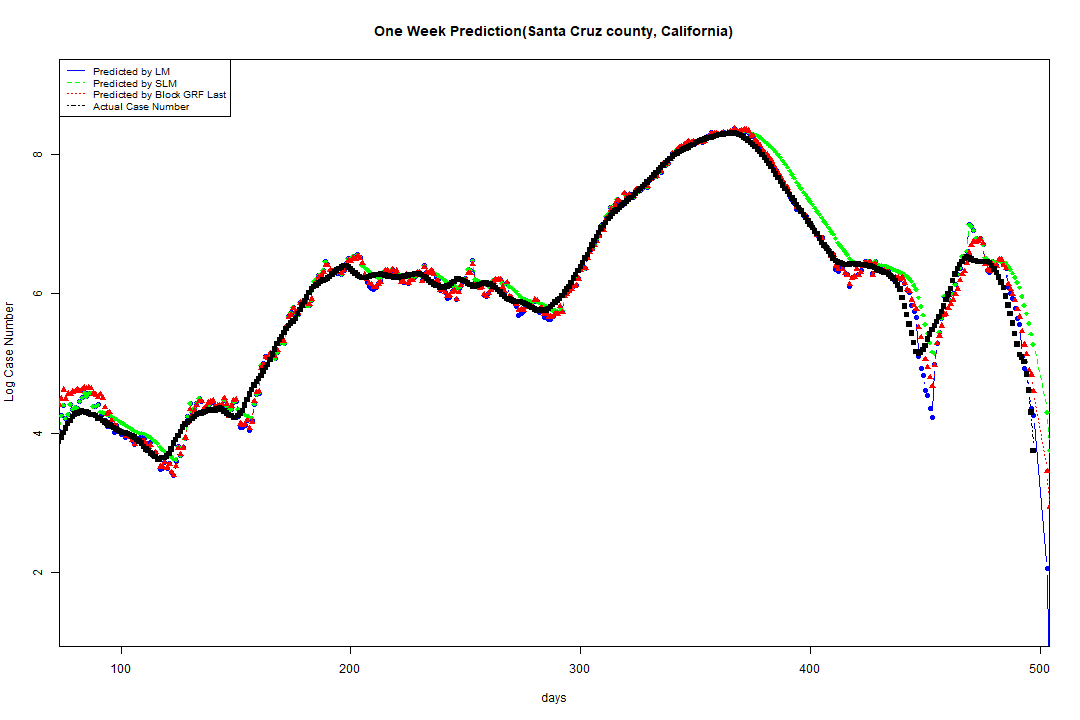 One Week Prediction(Santa Cruz county, California)
Predicted by LM
Predicted by SLM
Predicted by Block GRF Last
Actual Case Number
8
6
4
2
Log Case Number
100 200 300 400 500
days